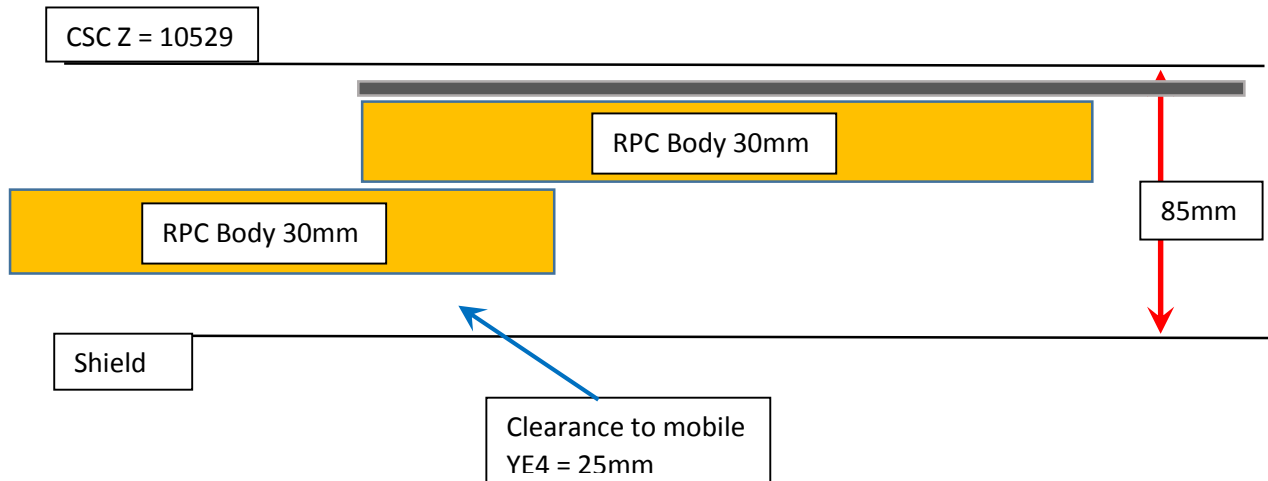 CSC Z = 10529
RPC Body 30mm
85mm
RPC Body 30mm
Shield
Clearance to mobile
YE4 = 25mm